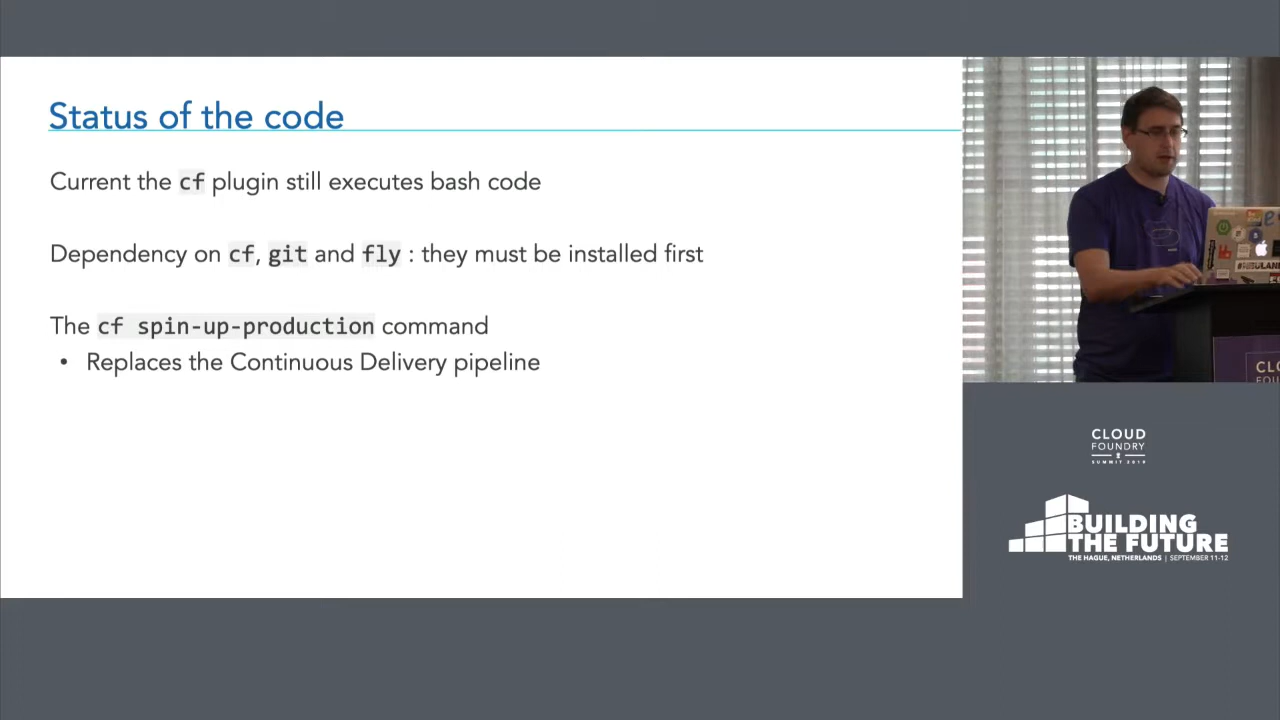 Status of the code
Current the cf plugin still executes bash code
Dependency on cf, git and fly : they must be installed first
The cf spin-up-production command
• Replaces the Continuous Delivery pipeline
CLOUD
FOUNDRY
SUMMIT 2019
BUILDING
THE FUTURE
THE HAGUE, NETHERLANDS | SEPTEMBER 11-12